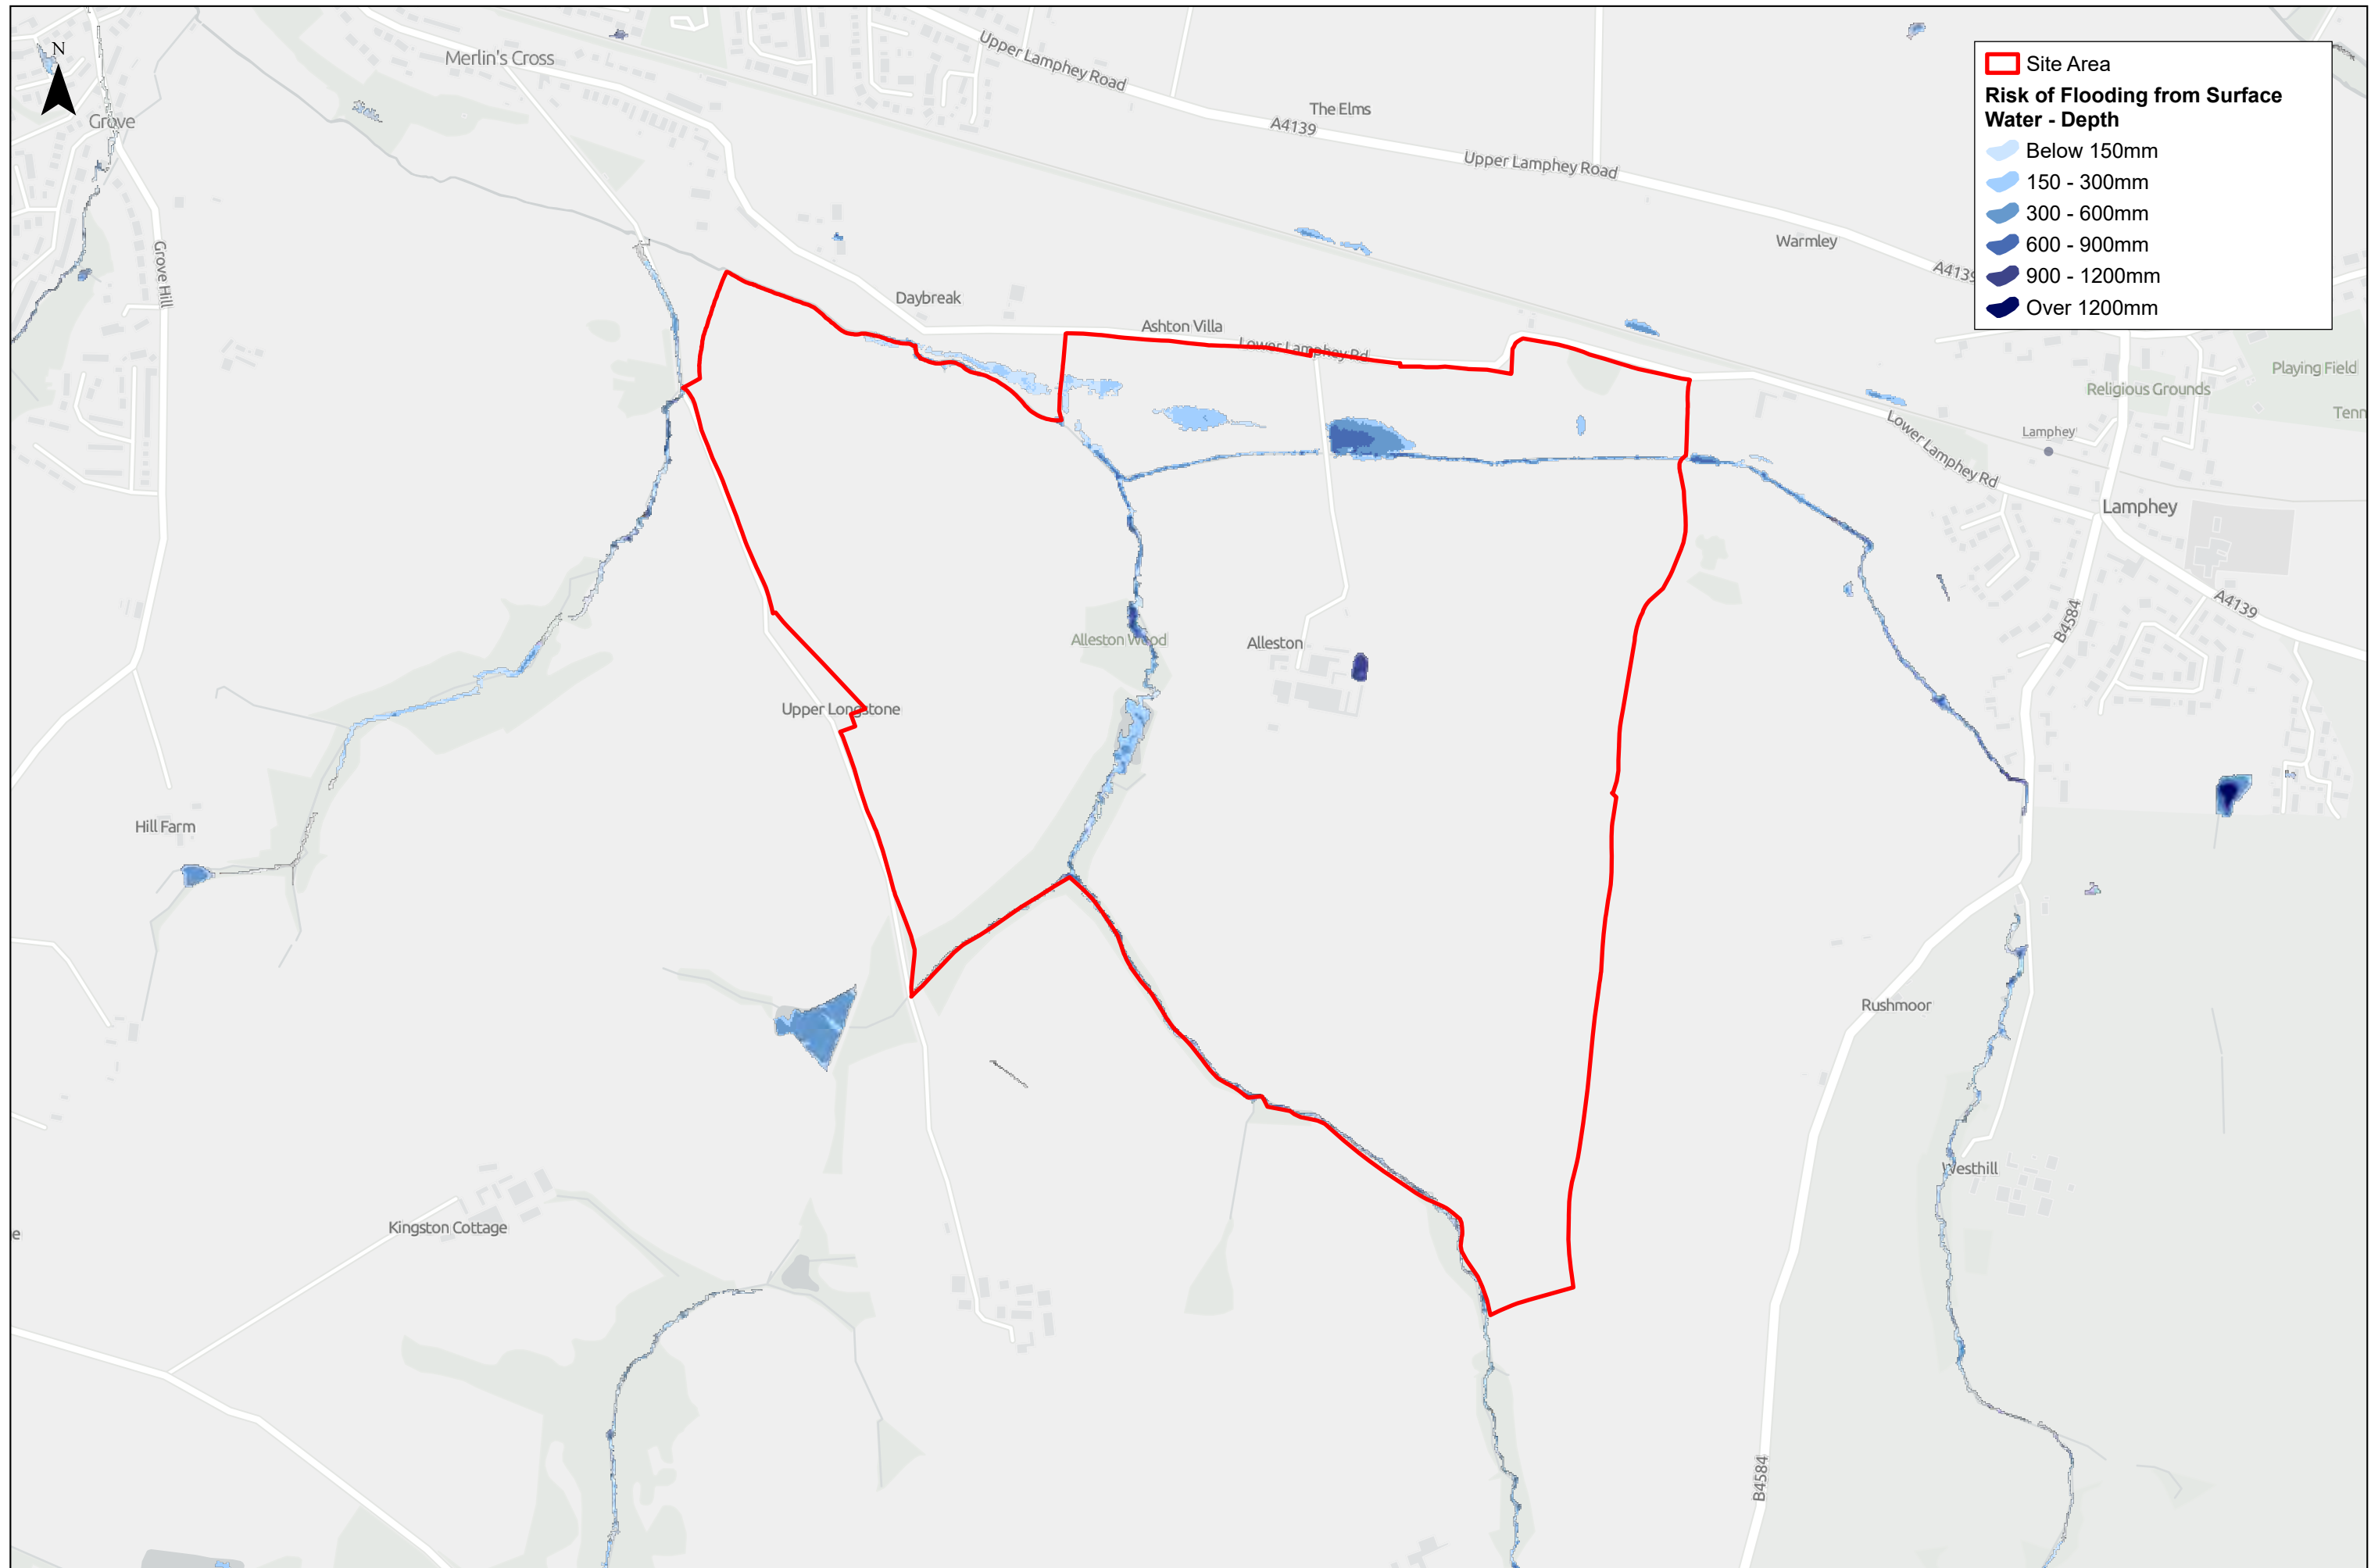 N
Merlin's Cross
Grove
Grove Hill
Upper Lamphey Road
A4139
The Elms
Upper Lamphey Road
Warmley
A4139
Site Area
Risk of Flooding from Surface
Water - Depth
Below 150mm
150 - 300mm
300 - 600mm
600 - 900mm
900 - 1200mm
Over 1200mm
Daybreak
Ashton Villa
Lower Lamphey Rd
Religious Grounds
Playing Field
Tenn
Lamphey
Lower Lamphey Rd
Lamphey
A4139
B4584
Alleston Wood
Alleston
Upper Longstone
Hill Farm
Rushmoor
Westhill
Kingston Cottage
e
B4584